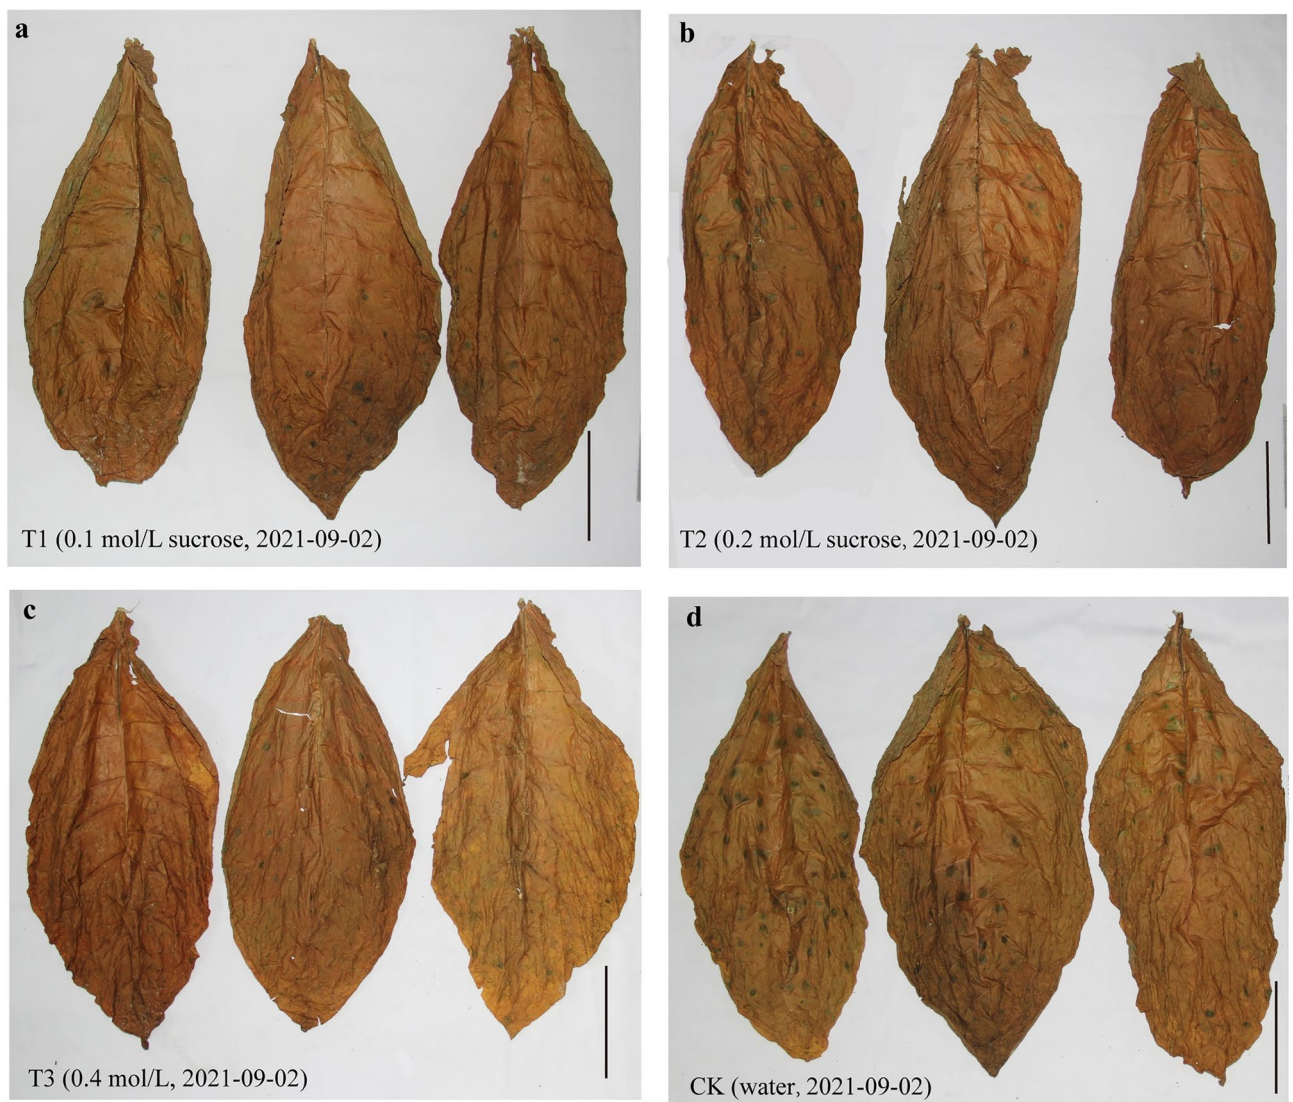 a
T1 (0.1 mol/L sucrose, 2021-09-02)
b
T2 (0.2 mol/L sucrose, 2021-09-02)
c
T3 (0.4 mol/L, 2021-09-02)
d
CK (water, 2021-09-02)